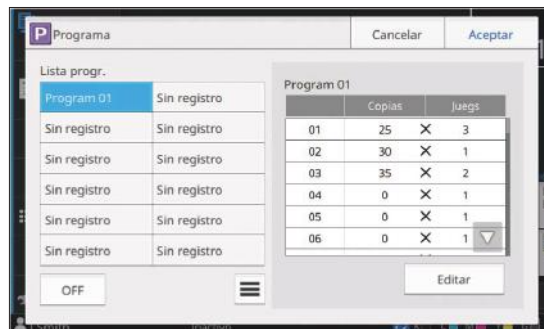 P Programa Cancelar Aceptar
Lista progr.
Program 01 Sin registro
Sin registro Sin registro
Sin registro Sin registro
Sin registro Sin registro
Sin registro Sin registro
Sin registro Sin registro
OFF
Program 01
Copias Juegs
01 25 X 3
02 30 X 1
03 35 X 2
04 0 X 1
05 0 X 1
06 0 X 1
Editar
Smith Inactivo